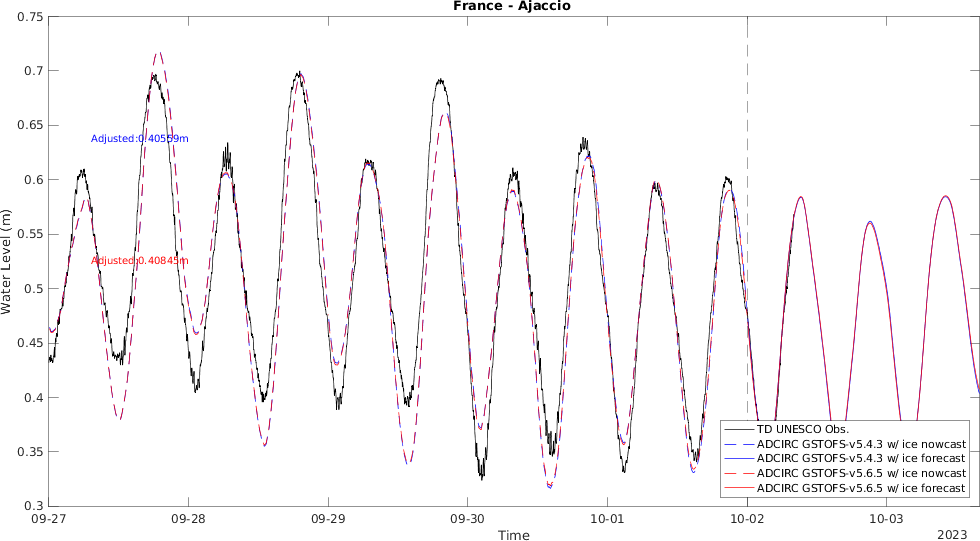 France - Ajaccio
0.75
0.7
0.65
0.6
0.55
0.5
0.45
0.4
0.35
0.3
Water Level (m)
Adjusted:0.40559m
Adjusted:0.40845m
TD UNESCO Obs.
ADCIRC GSTOFS-v5.4.3 w/ ice nowcast
ADCIRC GSTOFS-v5.4.3 w/ ice forecast
ADCIRC GSTOFS-v5.6.5 w/ ice nowcast
ADCIRC GSTOFS-v5.6.5 w/ ice forecast
09-27 09-28 09-29 09-30 10-01 10-02 10-03
Time
2023